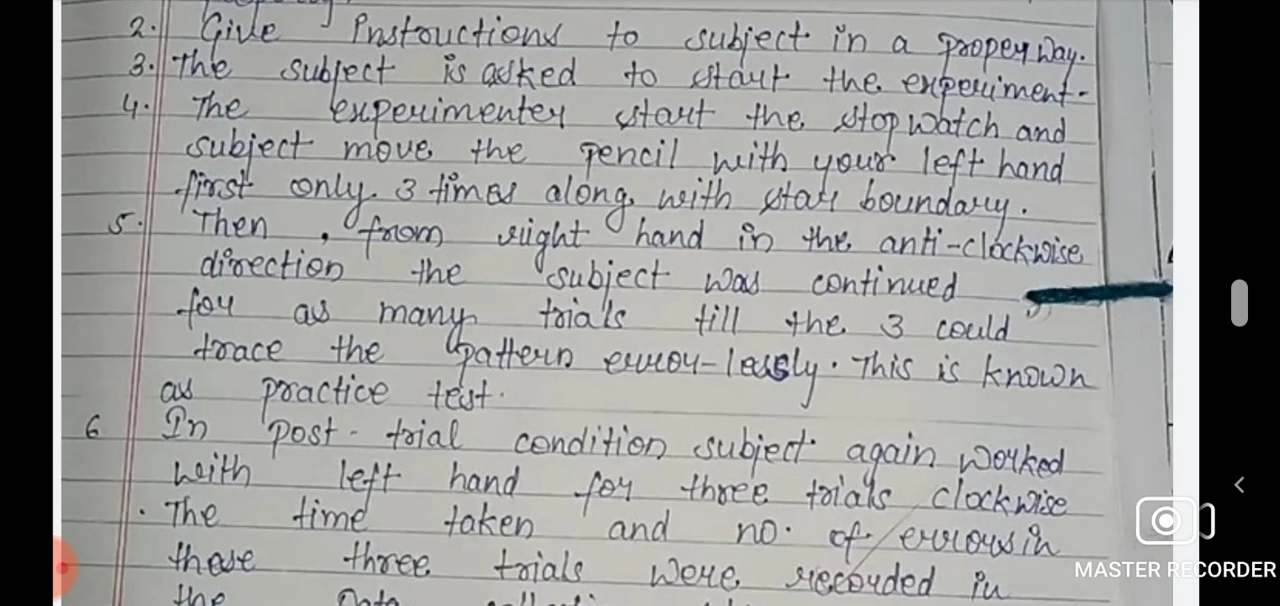 2. Give Instructions to subject in a proper way.
3. The subject is asked to start the experiment.
4. The experimenter start the stop watch and
subject move the pencil with your left hand
first only 3 times along with star boundary.
5. Then, from right hand in the anti-clockwise
direction the subject was continued
for as many trials till the 3 could
trace the pattern error-lessly. This is known
as practice test.
6 In post-trial condition subject again worked
with left hand for three trials clockwise
. The time taken and no. of errors in
these three trials were recorded in
the Data
MASTER RECORDER